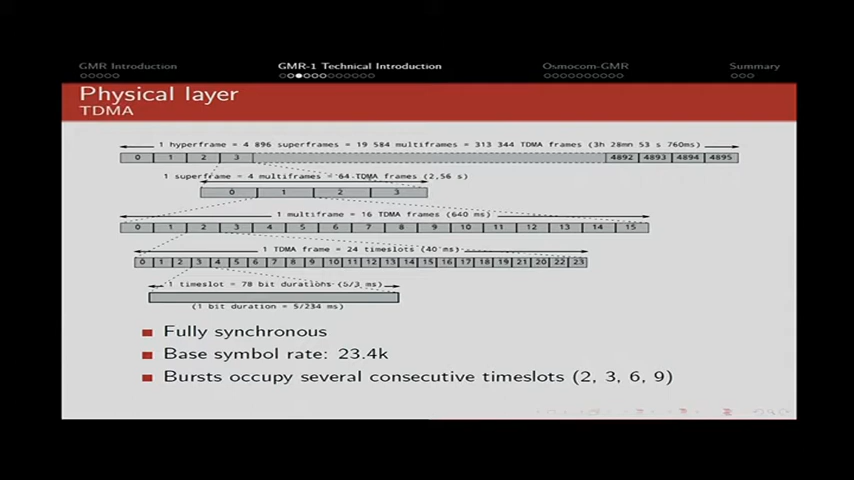 GMR Introduction GMR-1 Technical Introduction Osmocom-GMR Summary
Physical layer
TDMA
1 hyperframe = 4 896 superframes = 19 584 multiframes = 313 344 TDMA frames (3h 28mn 53 s 760ms)
0 1 2 3 4892 4893 4894 4895
1 superframe = 4 multiframes = 64 TDMA frames (2,56 s)
0 1 2 3
1 multiframe = 16 TDMA frames (640 ms)
0 1 2 3 4 5 6 7 8 9 10 11 12 13 14 15
1 TDMA frame = 24 timeslots (40 ms)
0 1 2 3 4 5 6 7 8 9 10 11 12 13 14 15 16 17 18 19 20 21 22 23
1 timeslot = 78 bit durations (5/3 ms)
(1 bit duration = 5/234 ms)
Fully synchronous
Base symbol rate: 23.4k
Bursts occupy several consecutive timeslots (2, 3, 6, 9)